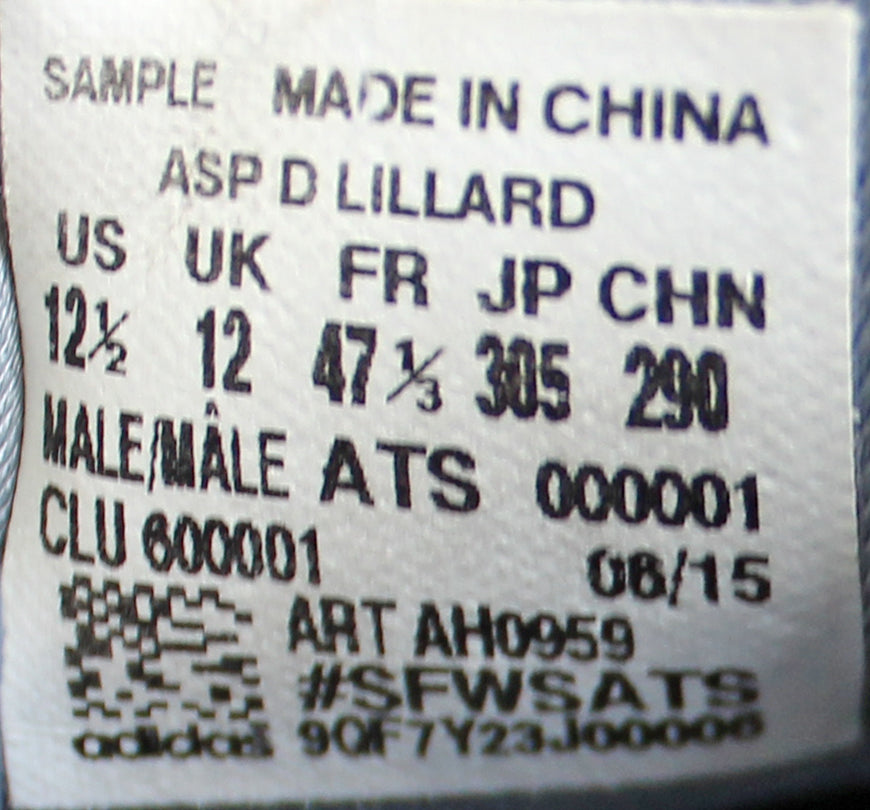 SAMPLE MADE IN CHINA
ASP D LILLARD
US UK FR JP CHN
12½ 12 47⅓ 305 290
MALE/MÂLE ATS 000001
CLU 600001 06/15
ART AH0959
#SFWSATS
adidas 9QF7Y23J00006